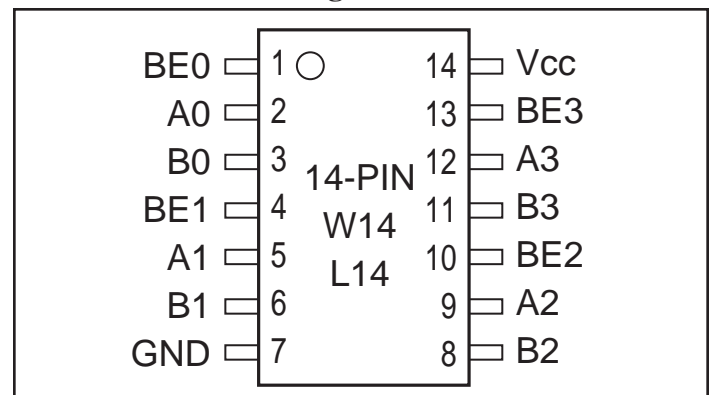 BE0 1 14 Vcc
A0 2 13 BE3
B0 3 12 A3
14-PIN
BE1 4 11 B3
W14
A1 5 10 BE2
L14
B1 6 9 A2
GND 7 8 B2